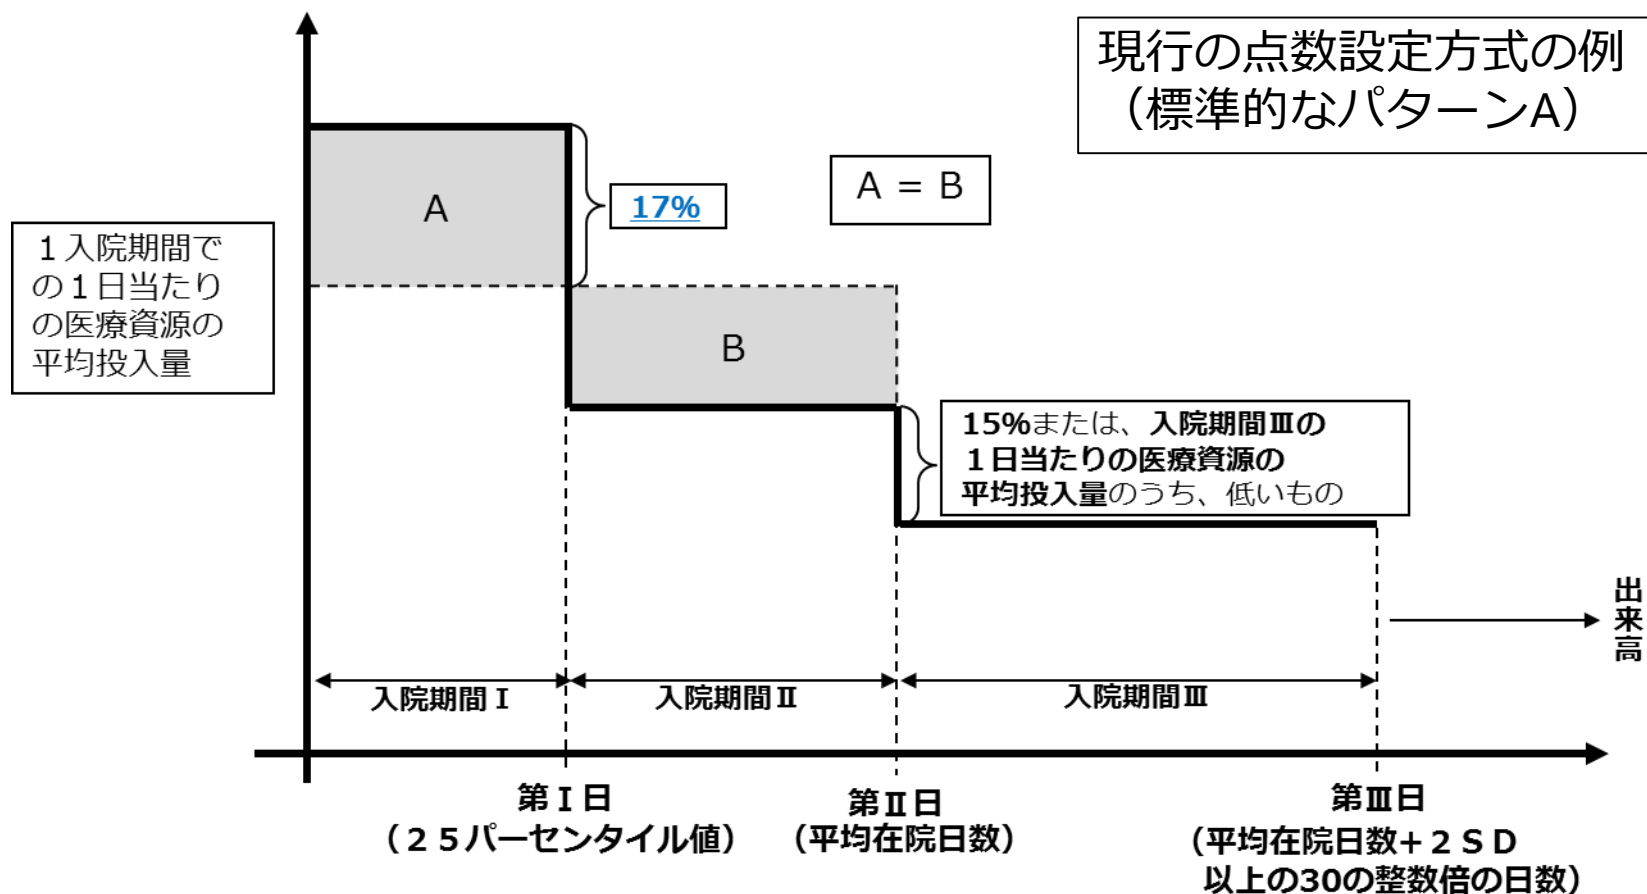 現行の点数設定方式の例
（標準的なパターンA）
A
17%
A = B
１入院期間で
の１日当たり
の医療資源の
平均投入量
B
15%または、入院期間Ⅲの
１日当たりの医療資源の
平均投入量のうち、低いもの
出来高
入院期間Ⅰ
入院期間Ⅱ
入院期間Ⅲ
第Ⅰ日
（２５パーセンタイル値）
第Ⅱ日
（平均在院日数）
第Ⅲ日
（平均在院日数+２ＳＤ
以上の30の整数倍の日数）